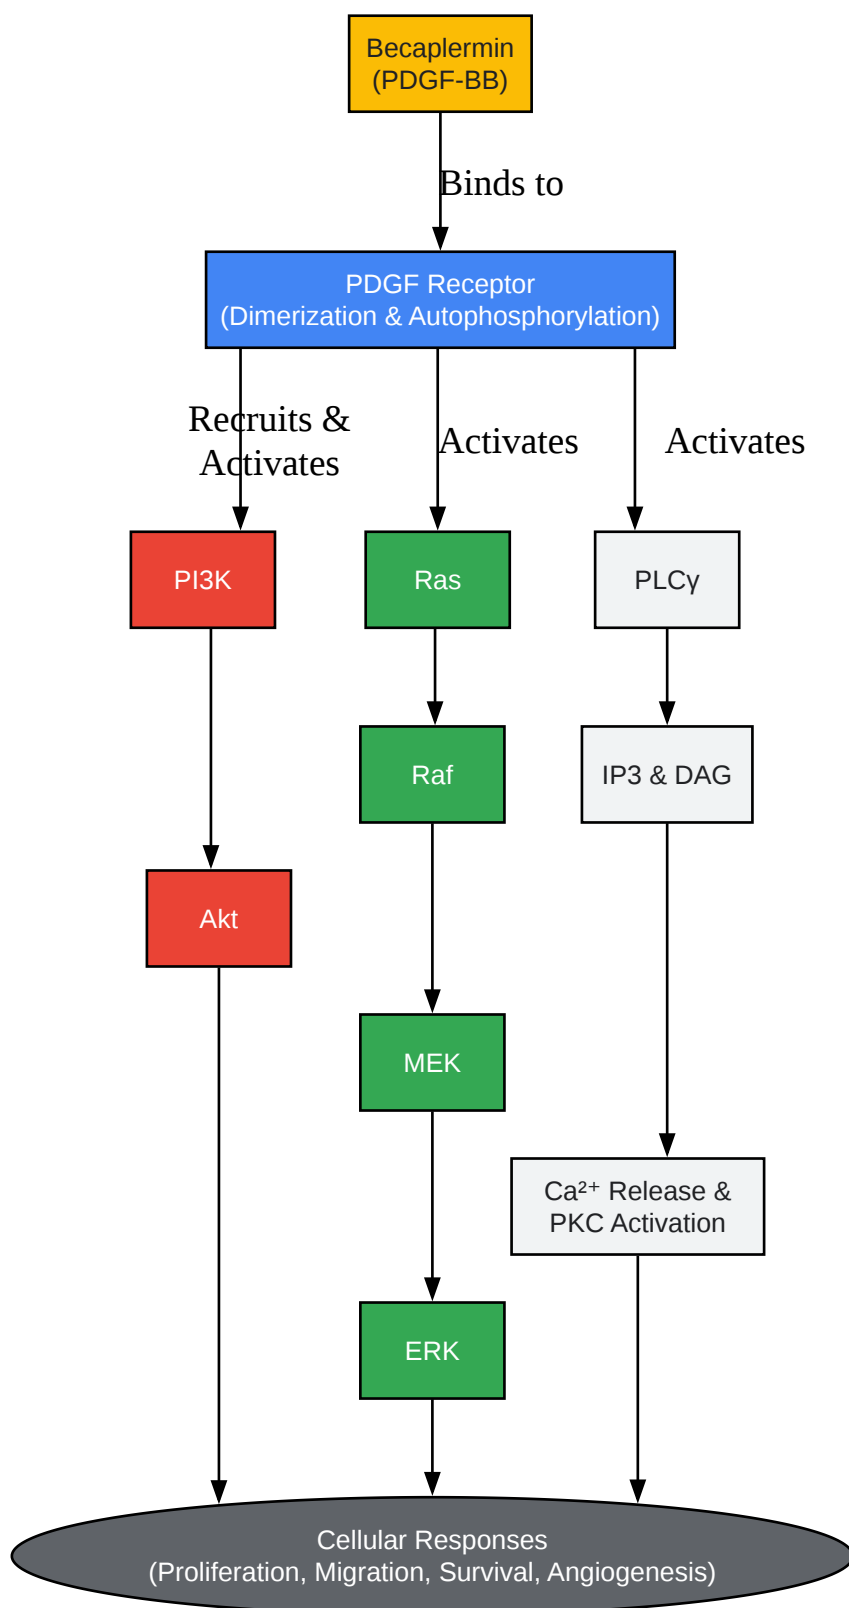 Becaplermin
(PDGF-BB)
Binds to
PDGF Receptor
(Dimerization & Autophosphorylation)
Recruits &
Activates
Activates
Activates
PI3K
Ras
PLCγ
Raf
IP3 & DAG
Akt
MEK
Ca²⁺ Release &
PKC Activation
ERK
Cellular Responses
(Proliferation, Migration, Survival, Angiogenesis)